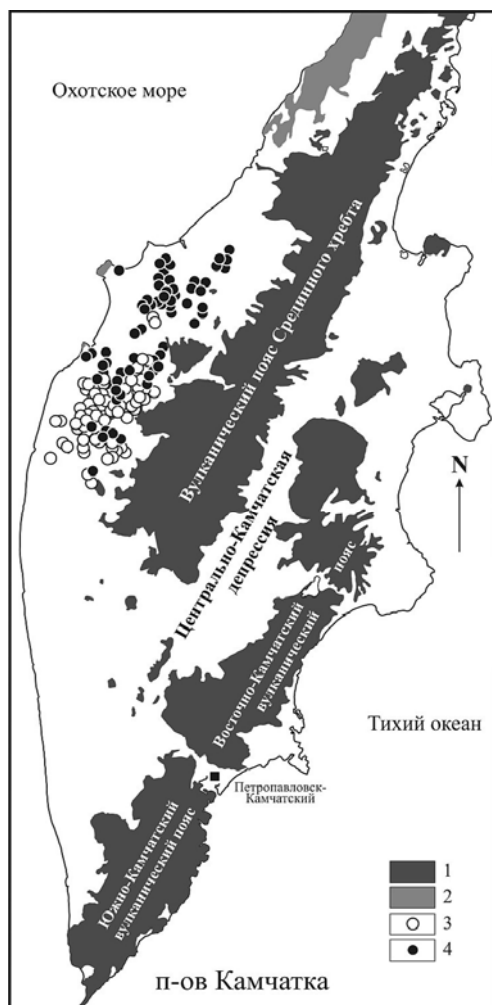 Охотское море
Вулканический пояс Срединного хребта
N
Центрально-Камчатская
депрессия
Восточно-Камчатский
вулканический
пояс
Тихий океан
Петропавловск-
Камчатский
Южно-Камчатский
вулканический пояс
1
2
3
4
п-ов Камчатка